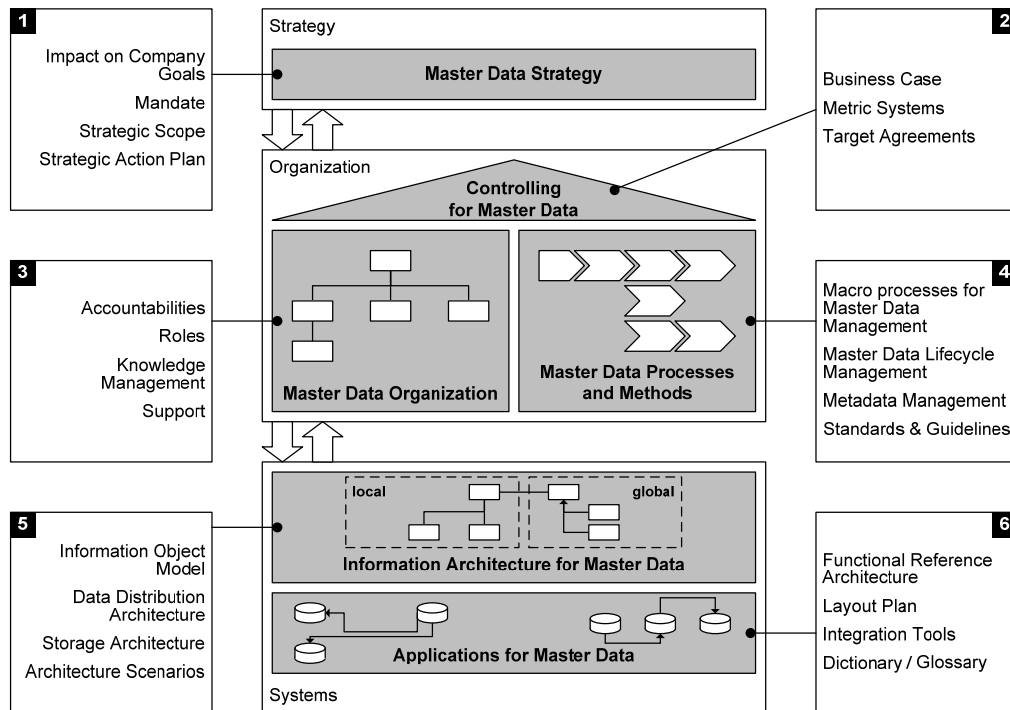 1
Impact on Company
Goals
Mandate
Strategic Scope
Strategic Action Plan
Strategy
Master Data Strategy
2
Business Case
Metric Systems
Target Agreements
Organization
Controlling
for Master Data
3
Accountabilities
Roles
Knowledge
Management
Support
Master Data Organization
Master Data Processes
and Methods
4
Macro processes for
Master Data
Management
Master Data Lifecycle
Management
Metadata Management
Standards & Guidelines
5
Information Object
Model
Data Distribution
Architecture
Storage Architecture
Architecture Scenarios
local
global
Information Architecture for Master Data
Applications for Master Data
Systems
6
Functional Reference
Architecture
Layout Plan
Integration Tools
Dictionary / Glossary